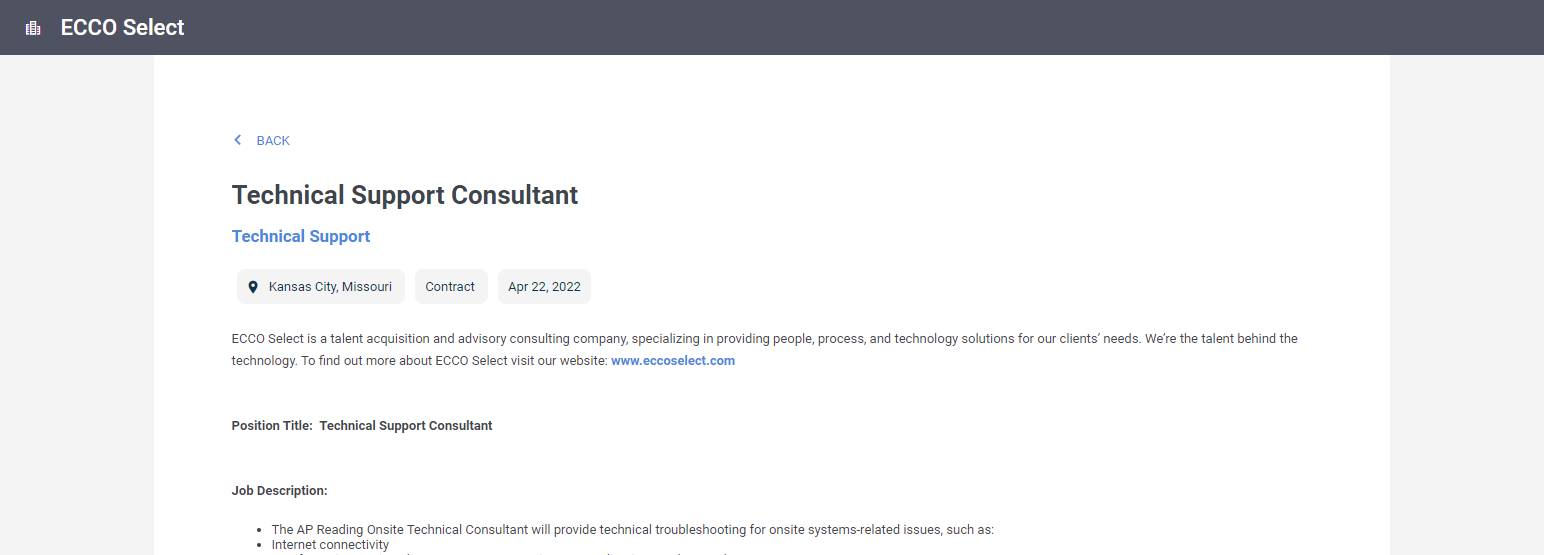 ECCO Select
BACK
Technical Support Consultant
Technical Support
Kansas City, Missouri
Contract
Apr 22, 2022
ECCO Select is a talent acquisition and advisory consulting company, specializing in providing people, process, and technology solutions for our clients’ needs. We’re the talent behind the
technology. To find out more about ECCO Select visit our website: www.eccoselect.com
Position Title:  Technical Support Consultant
Job Description:
The AP Reading Onsite Technical Consultant will provide technical troubleshooting for onsite systems-related issues, such as:
Internet connectivity